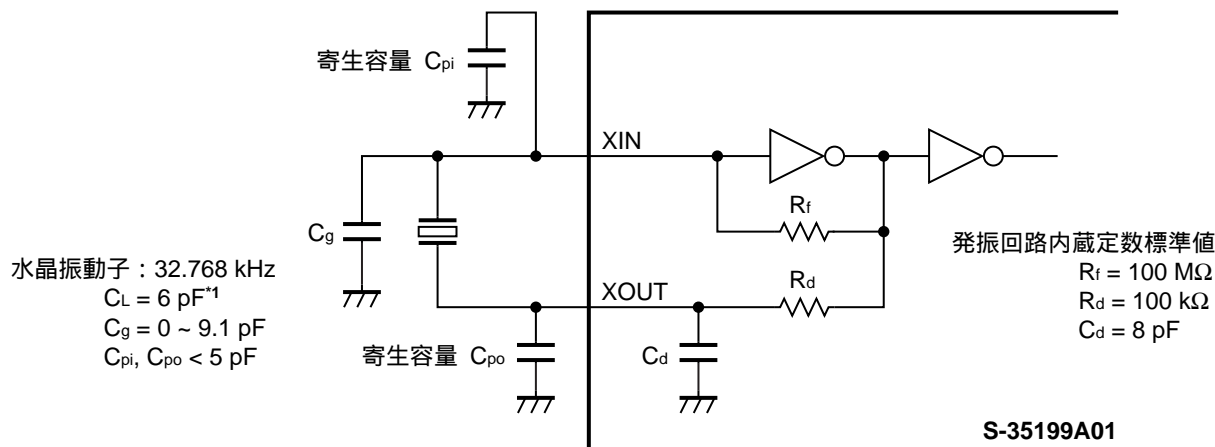 寄生容量 Cpi
XIN
Cg
Rf
水晶振動子：32.768 kHz
CL = 6 pF*1
Cg = 0 ~ 9.1 pF
Cpi, Cpo < 5 pF
XOUT
Rd
寄生容量 Cpo
Cd
発振回路内蔵定数標準値
Rf = 100 MΩ
Rd = 100 kΩ
Cd = 8 pF
S-35199A01